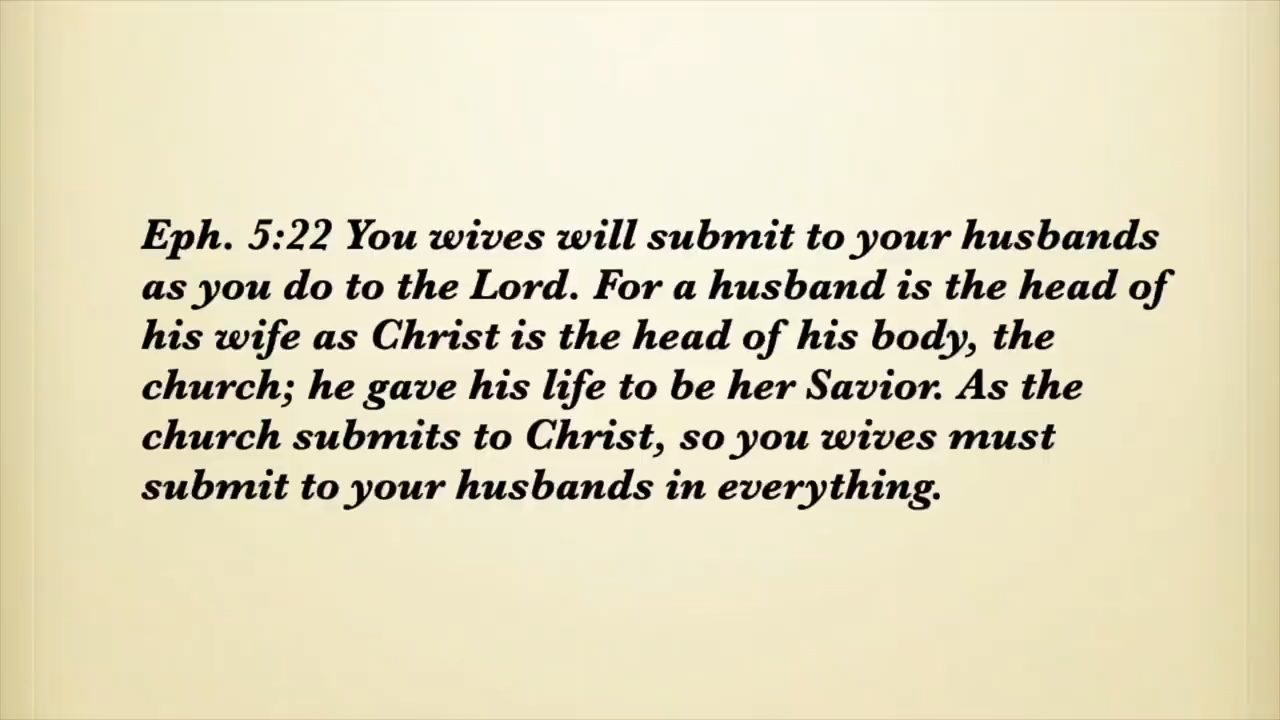 Eph. 5:22 You wives will submit to your husbands
as you do to the Lord. For a husband is the head of
his wife as Christ is the head of his body, the
church; he gave his life to be her Savior. As the
church submits to Christ, so you wives must
submit to your husbands in everything.